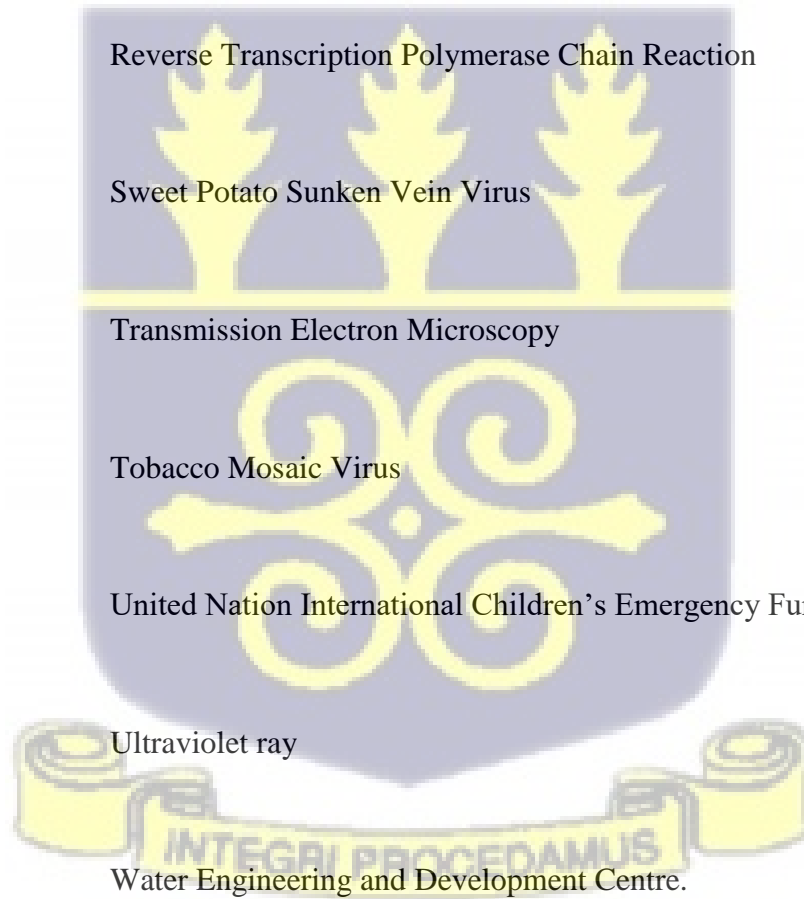 Reverse Transcription Polymerase Chain Reaction
Sweet Potato Sunken Vein Virus
Transmission Electron Microscopy
Tobacco Mosaic Virus
United Nation International Children’s Emergency
Ultraviolet ray
INTEGRI PROCEDAMUS
Water Engineering and Development Centre.